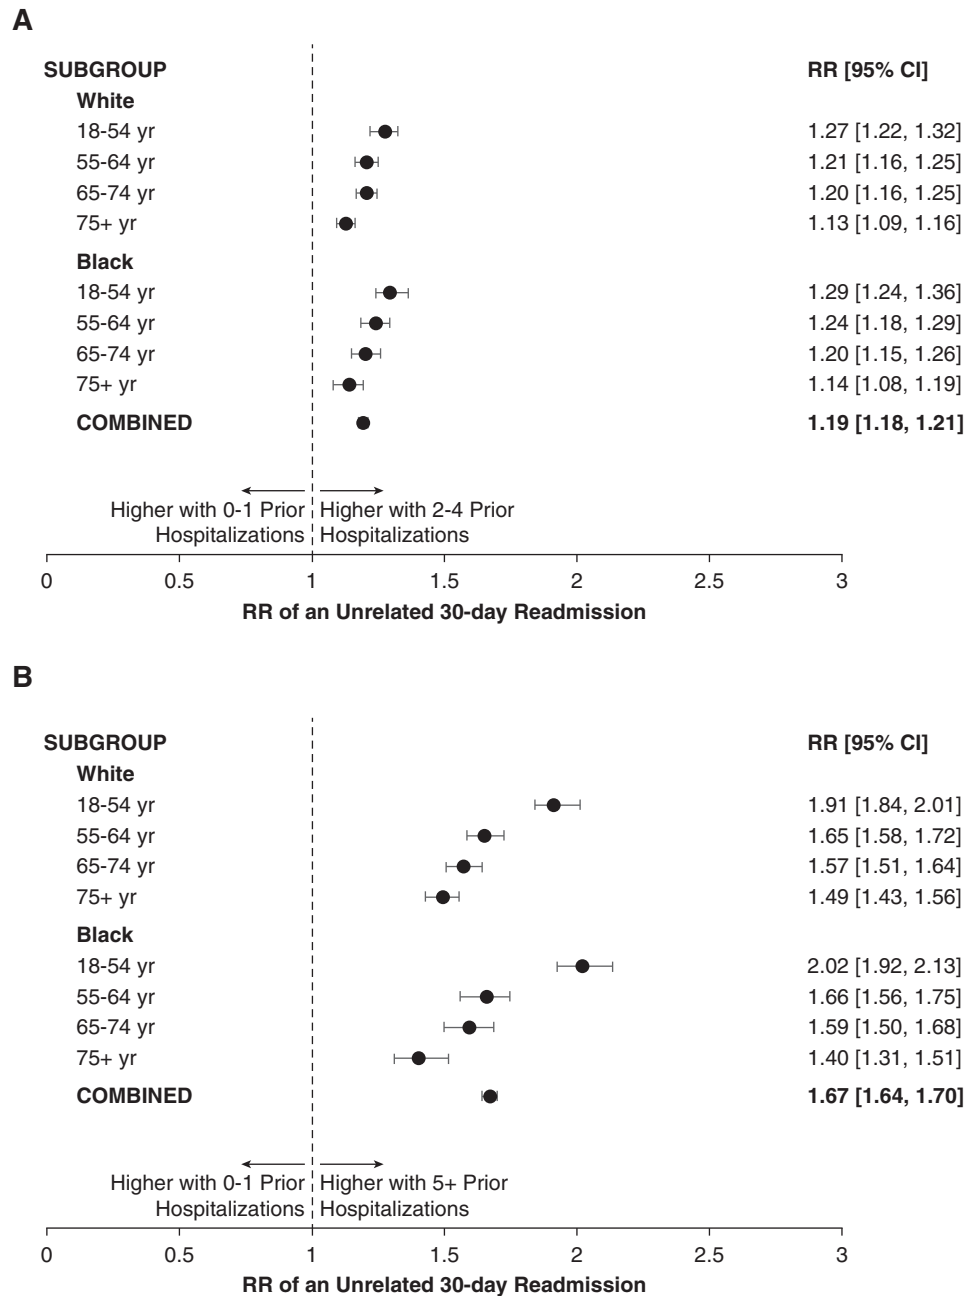 A
SUBGROUP RR [95% CI]
White
18-54 yr 1.27 [1.22, 1.32]
55-64 yr 1.21 [1.16, 1.25]
65-74 yr 1.20 [1.16, 1.25]
75+ yr 1.13 [1.09, 1.16]
Black
18-54 yr 1.29 [1.24, 1.36]
55-64 yr 1.24 [1.18, 1.29]
65-74 yr 1.20 [1.15, 1.26]
75+ yr 1.14 [1.08, 1.19]
COMBINED 1.19 [1.18, 1.21]
Higher with 0-1 Prior Higher with 2-4 Prior
Hospitalizations Hospitalizations
0 0.5 1 1.5 2 2.5 3
RR of an Unrelated 30-day Readmission
B
SUBGROUP RR [95% CI]
White
18-54 yr 1.91 [1.84, 2.01]
55-64 yr 1.65 [1.58, 1.72]
65-74 yr 1.57 [1.51, 1.64]
75+ yr 1.49 [1.43, 1.56]
Black
18-54 yr 2.02 [1.92, 2.13]
55-64 yr 1.66 [1.56, 1.75]
65-74 yr 1.59 [1.50, 1.68]
75+ yr 1.40 [1.31, 1.51]
COMBINED 1.67 [1.64, 1.70]
Higher with 0-1 Prior Higher with 5+ Prior
Hospitalizations Hospitalizations
0 0.5 1 1.5 2 2.5 3
RR of an Unrelated 30-day Readmission